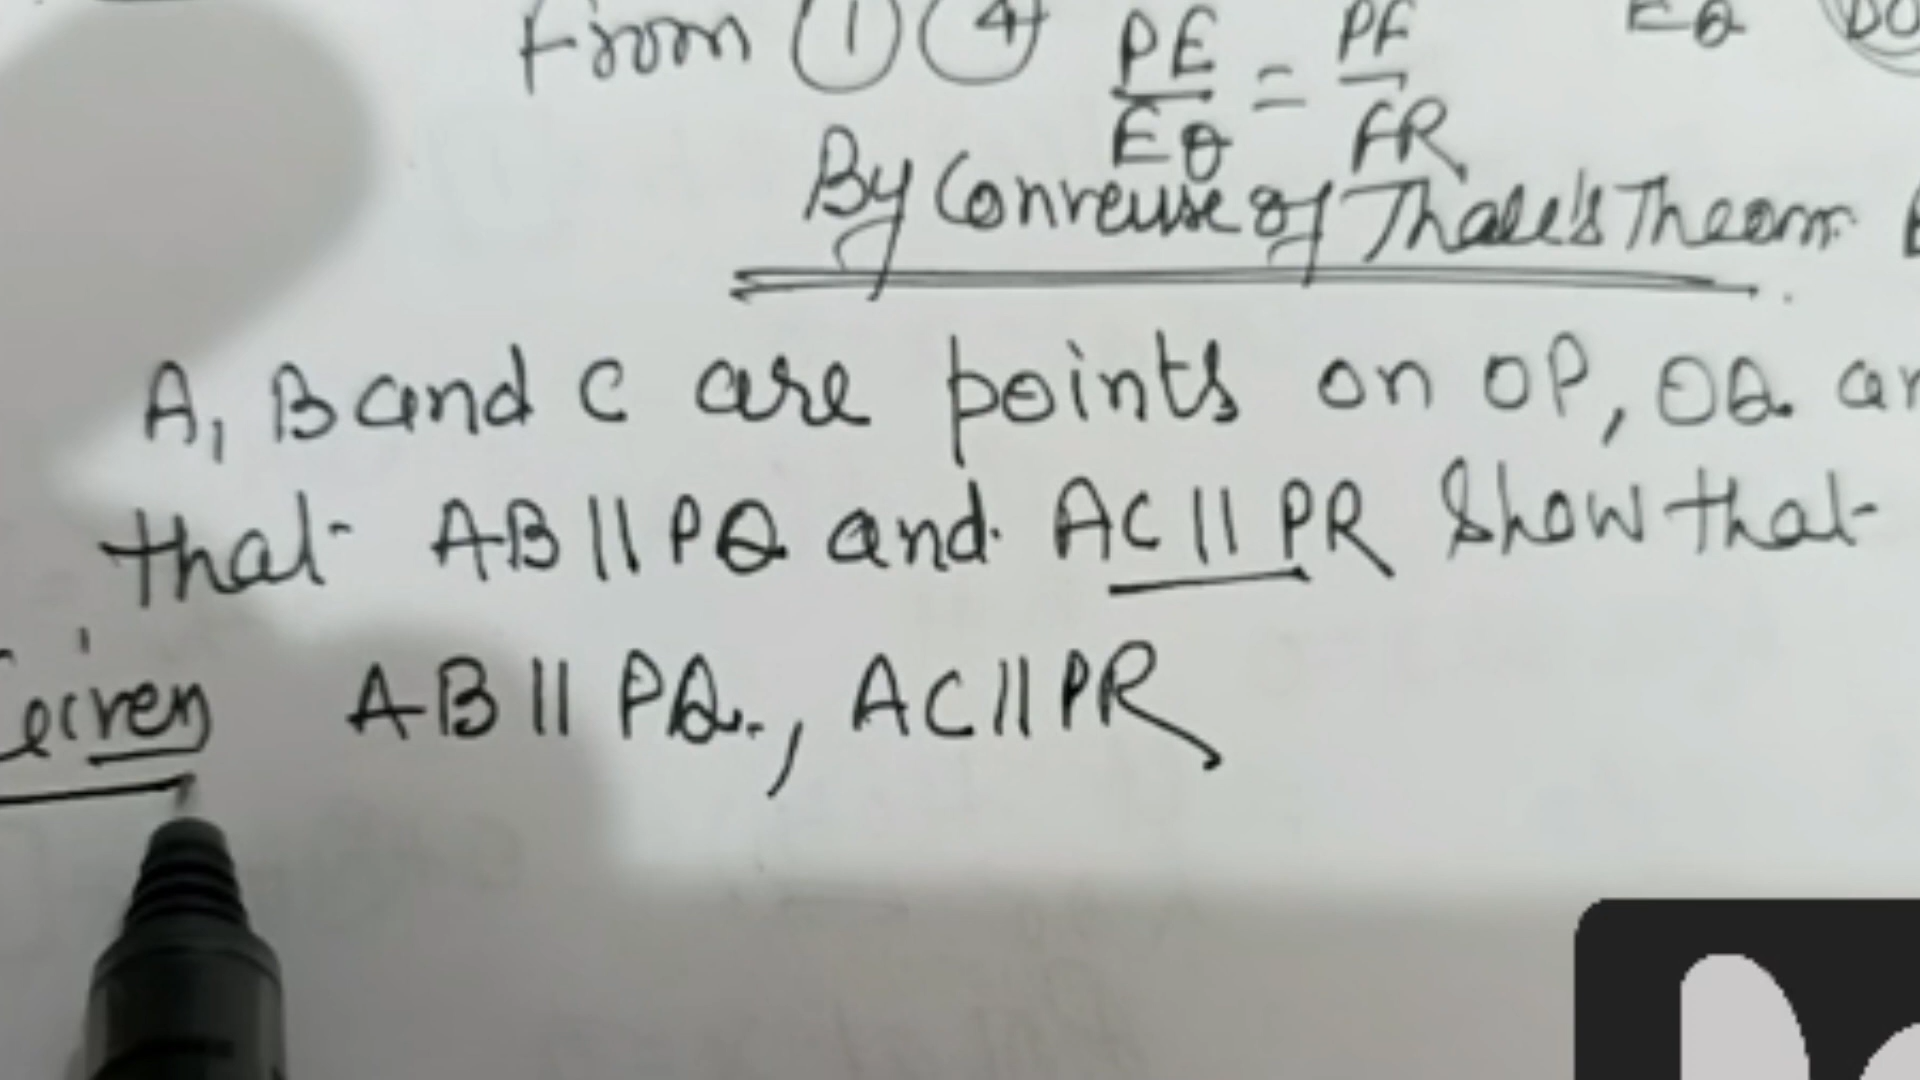 From ① ④ PE/EQ = PF/FR EQ
By Converse of Thale's Theorm
A, B and C are points on OP, OQ
that AB || PQ and AC || PR Show that
Given AB || PQ, AC || PR